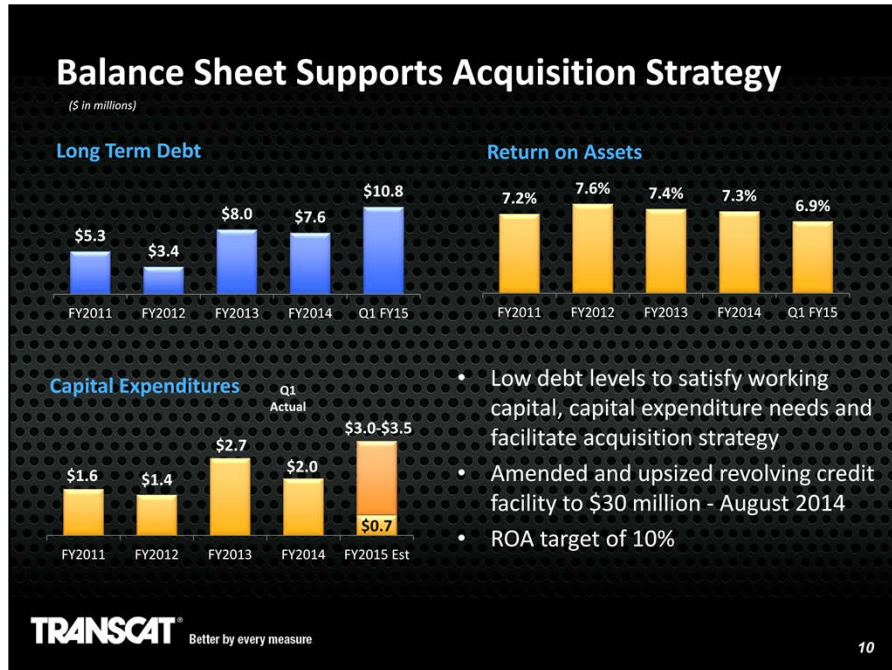 Balance Sheet Supports Acquisition Strategy
($ in millions)
Long Term Debt
$5.3
$3.4
$8.0
$7.6
$10.8
FY2011 FY2012 FY2013 FY2014 Q1 FY15
Return on Assets
7.2%
7.6%
7.4%
7.3%
6.9%
FY2011 FY2012 FY2013 FY2014 Q1 FY15
Capital Expenditures
Q1
Actual
$1.6
$1.4
$2.7
$2.0
$3.0-$3.5
$0.7
FY2011 FY2012 FY2013 FY2014 FY2015 Est
• Low debt levels to satisfy working
capital, capital expenditure needs and
facilitate acquisition strategy
• Amended and upsized revolving credit
facility to $30 million - August 2014
• ROA target of 10%
TRANSCAT® Better by every measure
10